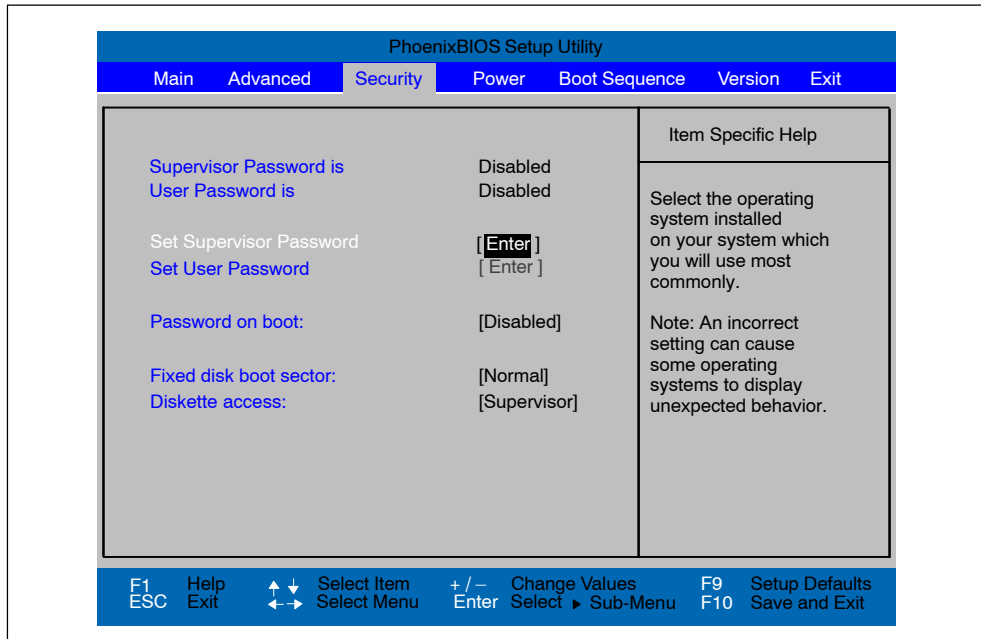 PhoenixBIOS Setup Utility
Main Advanced Security Power Boot Sequence Version Exit
Item Specific Help
Supervisor Password is Disabled
User Password is Disabled
Set Supervisor Password [ Enter ]
Set User Password [ Enter ]
Password on boot: [Disabled]
Fixed disk boot sector: [Normal]
Diskette access: [Supervisor]
Select the operating
system installed
on your system which
you will use most
commonly.
Note: An incorrect
setting can cause
some operating
systems to display
unexpected behavior.
F1 Help Select Item +/– Change Values F9 Setup Defaults
ESC Exit Select Menu Enter Select Sub-Menu F10 Save and Exit